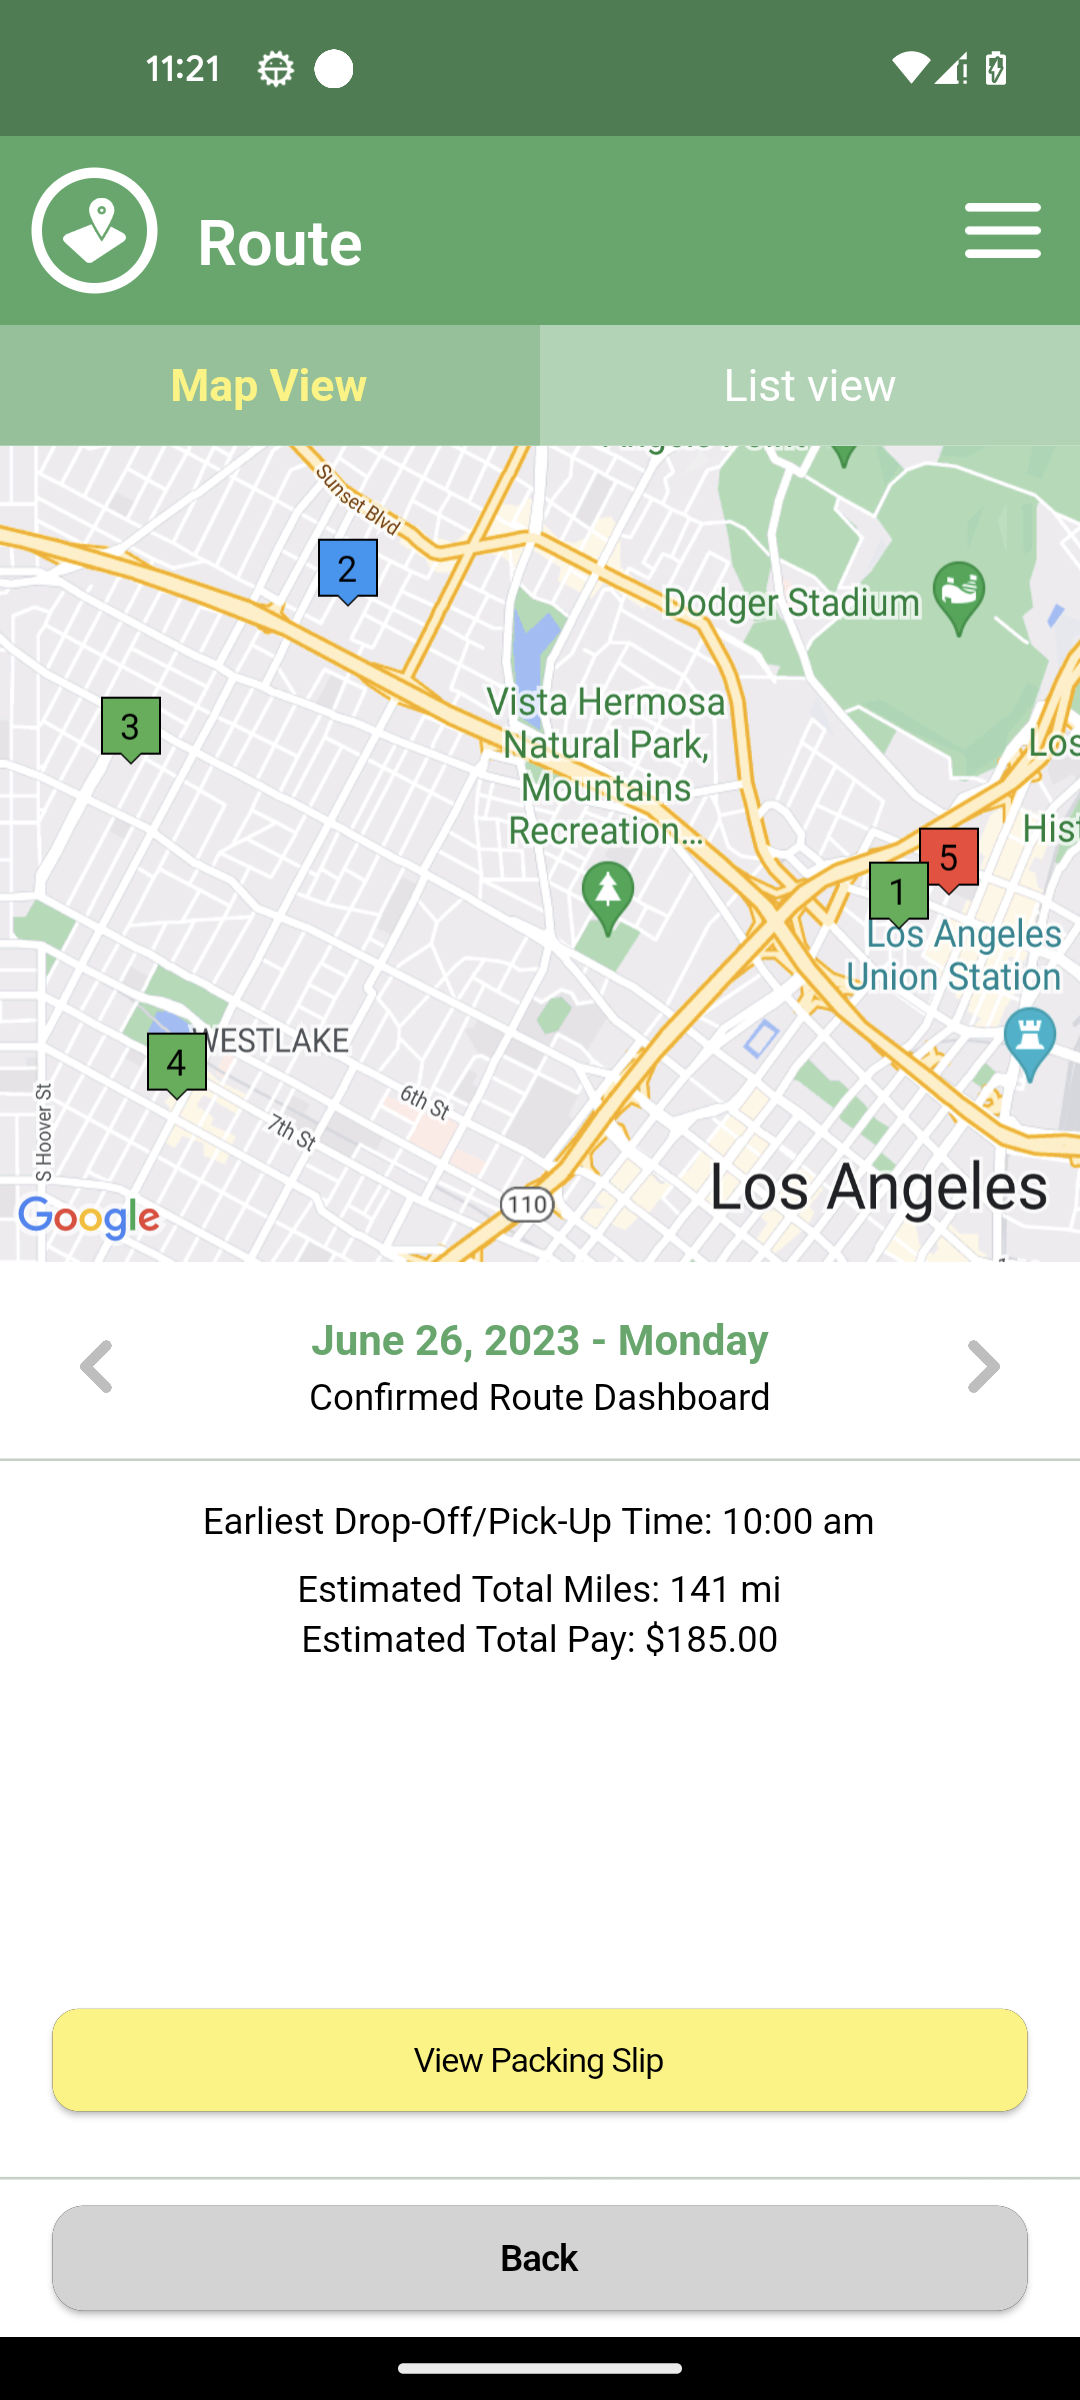 11:21
Route
Map View
List view
Sunset Blvd
2
Dodger Stadium
Vista Hermosa
Natural Park,
Mountains
Recreation...
3
Los
Hist
5
1
Los Angeles
Union Station
WESTLAKE
4
6th St
7th St
S Hoover St
110
Los Angeles
Google
June 26, 2023 - Monday
Confirmed Route Dashboard
Earliest Drop-Off/Pick-Up Time: 10:00 am
Estimated Total Miles: 141 mi
Estimated Total Pay: $185.00
View Packing Slip
Back